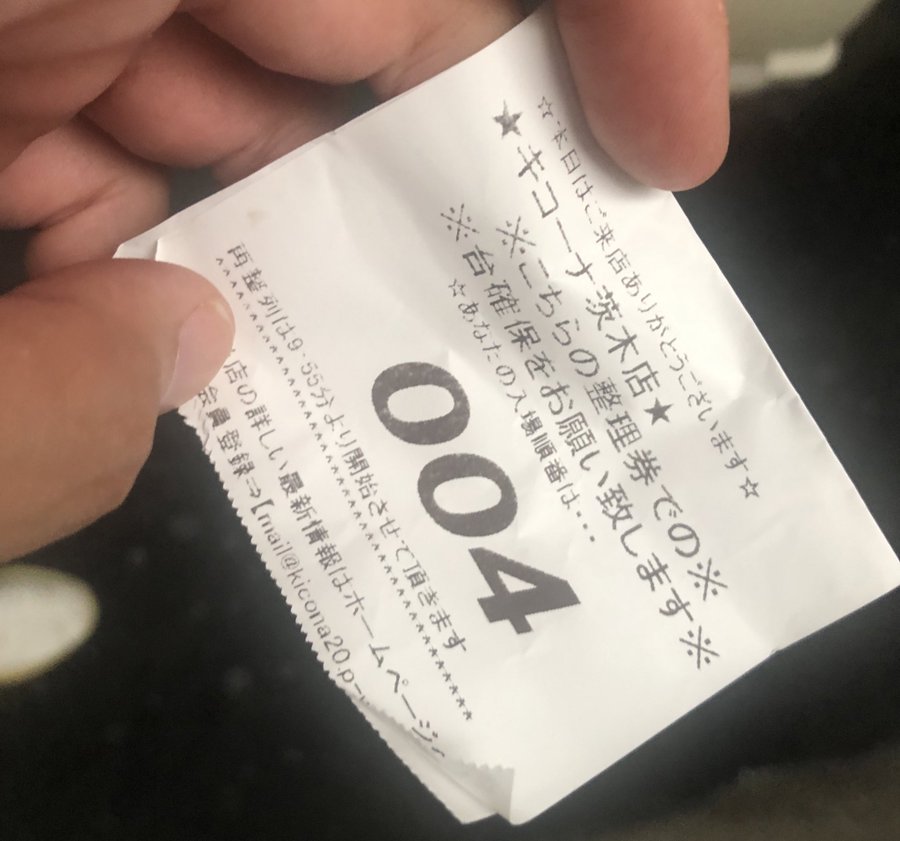 ☆本日はご来店ありがとうございます☆
★キコーナ茨木店★
※こちらの整理券での※
※台確保をお願い致します※
☆あなたの入場順番は・・・
004
再整列は9:55分より開始させて頂きます
^^^^^^^^^^^^^^^^^^^^^^^^^^^^^^^^
店の詳しい最新情報はホームページ
会員登録⇒【mail@kicona20.p-